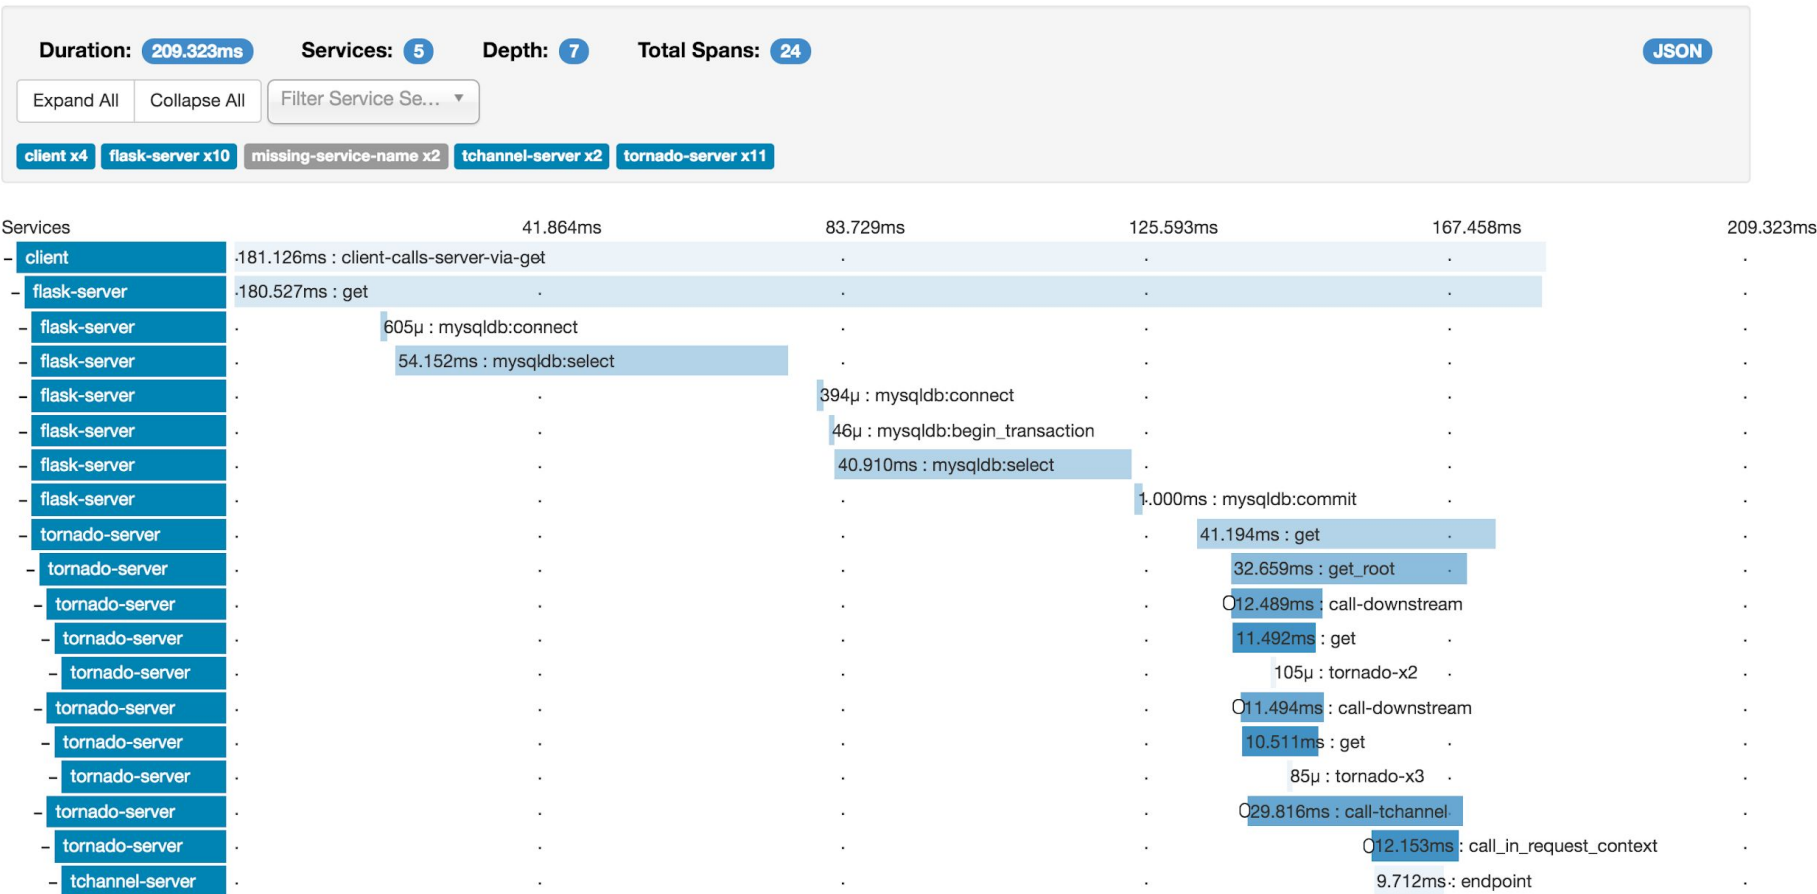 Duration: 209.323ms Services: 5 Depth: 7 Total Spans: 24 JSON
Expand All Collapse All Filter Service Se... ▼
client x4 flask-server x10 missing-service-name x2 tchannel-server x2 tornado-server x11
Services 41.864ms 83.729ms 125.593ms 167.458ms 209.323ms
– client 181.126ms : client-calls-server-via-get
– flask-server 180.527ms : get
– flask-server 605μ : mysqldb:connect
– flask-server 54.152ms : mysqldb:select
– flask-server 394μ : mysqldb:connect
– flask-server 46μ : mysqldb:begin_transaction
– flask-server 40.910ms : mysqldb:select
– flask-server 1.000ms : mysqldb:commit
– tornado-server 41.194ms : get
– tornado-server 32.659ms : get_root
– tornado-server 12.489ms : call-downstream
– tornado-server 11.492ms : get
– tornado-server 105μ : tornado-x2
– tornado-server 11.494ms : call-downstream
– tornado-server 10.511ms : get
– tornado-server 85μ : tornado-x3
– tornado-server 29.816ms : call-tchannel
– tornado-server 12.153ms : call_in_request_context
– tchannel-server 9.712ms : endpoint